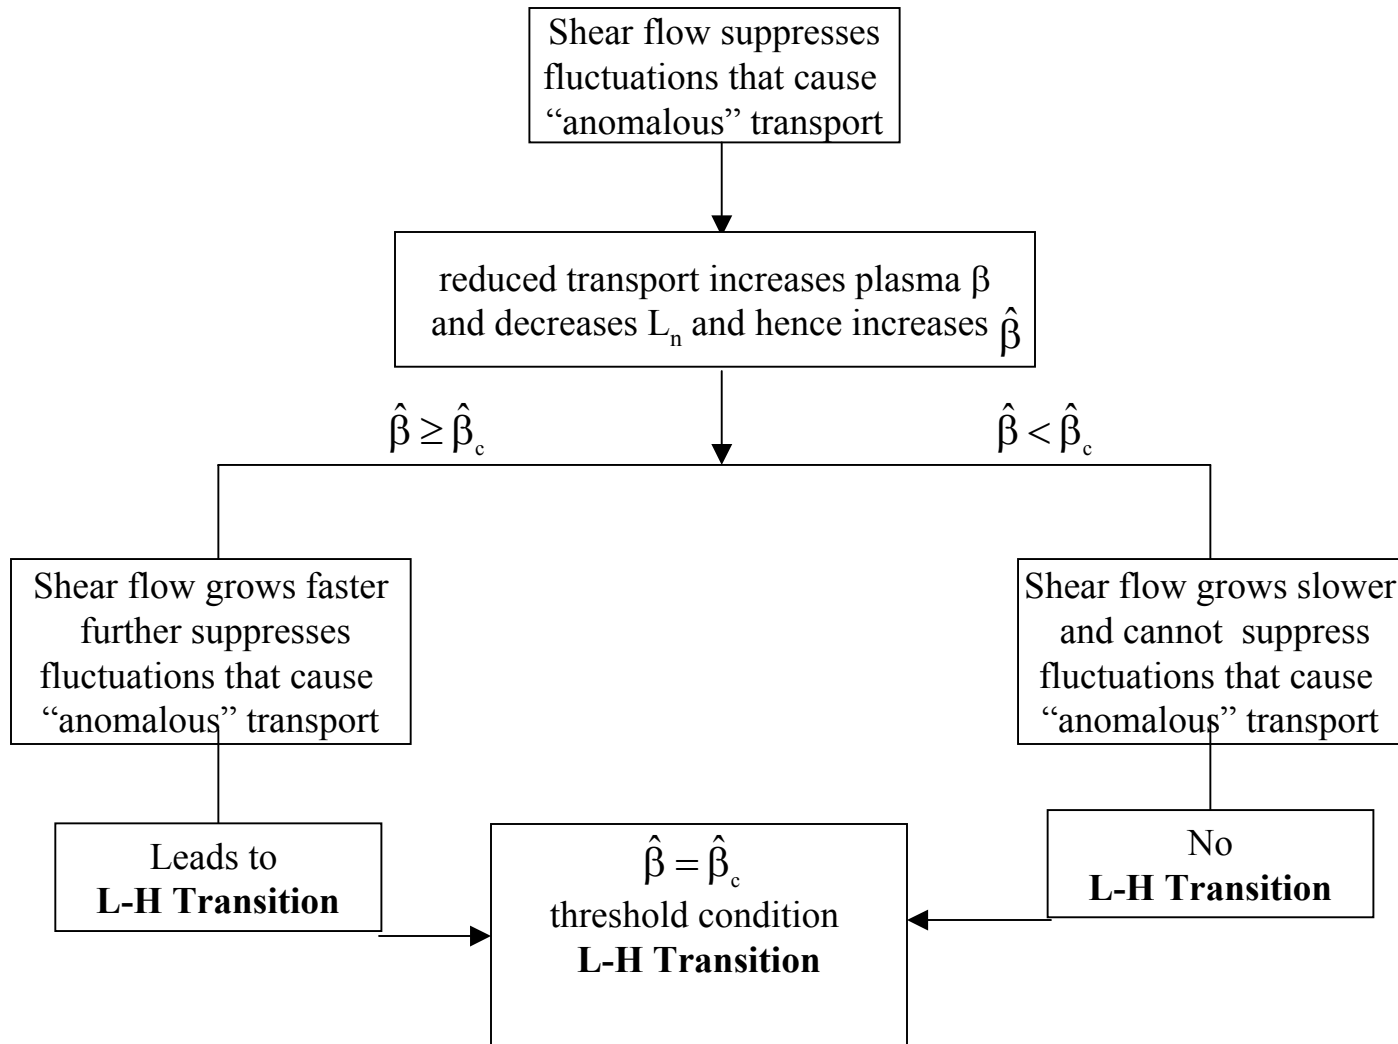 Shear flow suppresses
fluctuations that cause
“anomalous” transport
reduced transport increases plasma β
and decreases Lₙ and hence increases β̂
β̂ ≥ β̂c
β̂ < β̂c
Shear flow grows faster
further suppresses
fluctuations that cause
“anomalous” transport
Shear flow grows slower
and cannot suppress
fluctuations that cause
“anomalous” transport
Leads to
L-H Transition
β̂ = β̂c
threshold condition
L-H Transition
No
L-H Transition